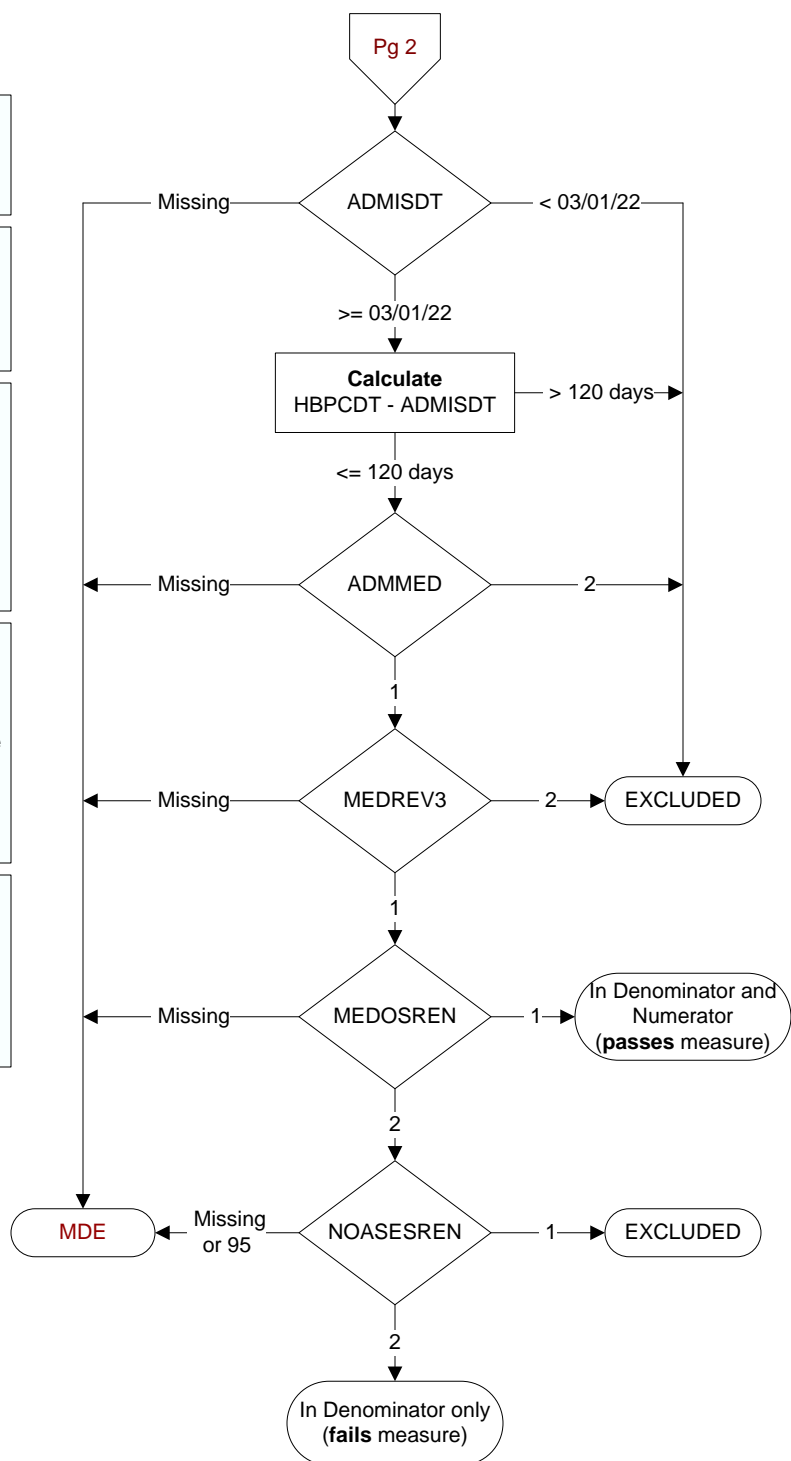 Pg 2
Missing
ADMISDT
< 03/01/22
>= 03/01/22
Calculate
HBPCDT - ADMISDT
> 120 days
<= 120 days
Missing
ADMMED
2
1
Missing
MEDREV3
2
EXCLUDED
1
Missing
MEDOSREN
1
In Denominator and
Numerator
(passes measure)
2
MDE
Missing
or 95
NOASESREN
1
EXCLUDED
2
In Denominator only
(fails measure)